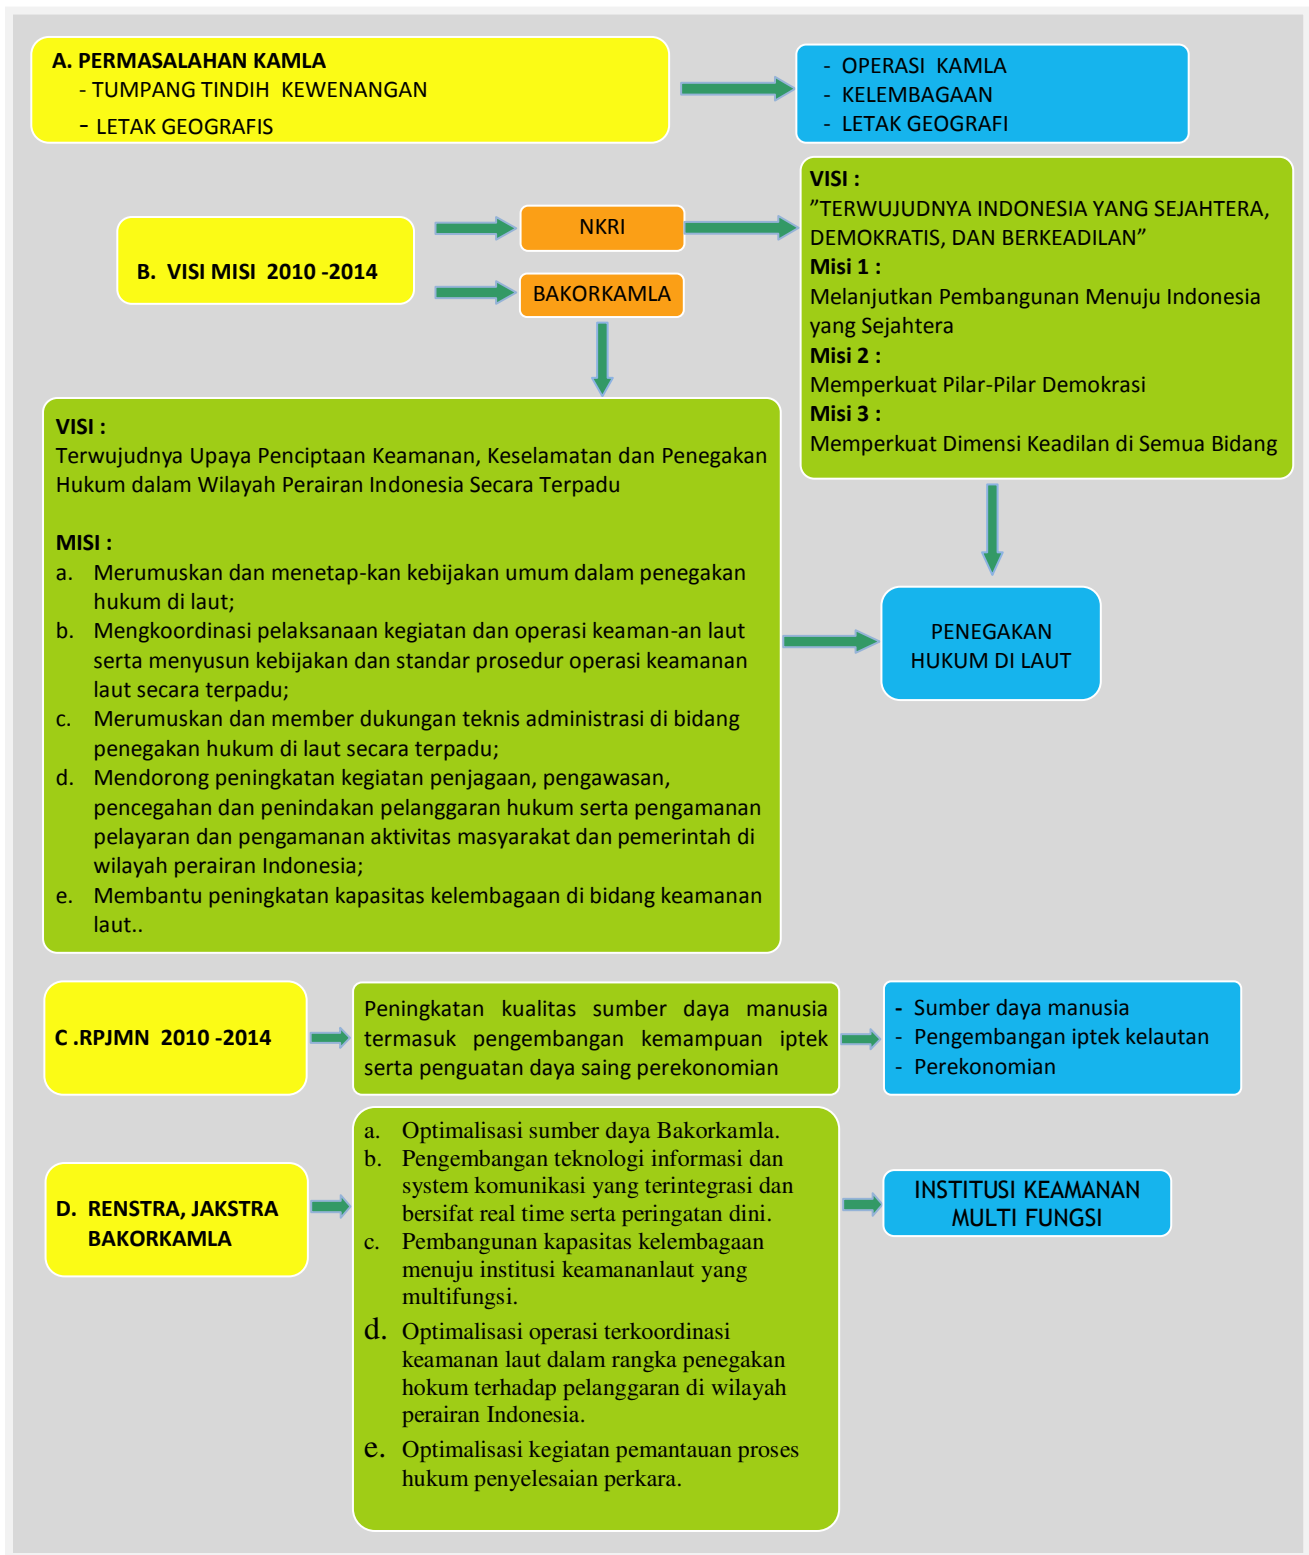 A. PERMASALAHAN KAMLA
- TUMPANG TINDIH KEWENANGAN
- LETAK GEOGRAFIS
- OPERASI KAMLA
- KELEMBAGAAN
- LETAK GEOGRAFI
B. VISI MISI 2010 -2014
NKRI
BAKORKAMLA
VISI :
”TERWUJUDNYA INDONESIA YANG SEJAHTERA,
DEMOKRATIS, DAN BERKEADILAN”
Misi 1 :
Melanjutkan Pembangunan Menuju Indonesia
yang Sejahtera
Misi 2 :
Memperkuat Pilar-Pilar Demokrasi
Misi 3 :
Memperkuat Dimensi Keadilan di Semua Bidang
VISI :
Terwujudnya Upaya Penciptaan Keamanan, Keselamatan dan Penegakan
Hukum dalam Wilayah Perairan Indonesia Secara Terpadu
MISI :
a. Merumuskan dan menetap-kan kebijakan umum dalam penegakan
hukum di laut;
b. Mengkoordinasi pelaksanaan kegiatan dan operasi keaman-an laut
serta menyusun kebijakan dan standar prosedur operasi keamanan
laut secara terpadu;
c. Merumuskan dan member dukungan teknis administrasi di bidang
penegakan hukum di laut secara terpadu;
d. Mendorong peningkatan kegiatan penjagaan, pengawasan,
pencegahan dan penindakan pelanggaran hukum serta pengamanan
pelayaran dan pengamanan aktivitas masyarakat dan pemerintah di
wilayah perairan Indonesia;
e. Membantu peningkatan kapasitas kelembagaan di bidang keamanan
laut..
PENEGAKAN
HUKUM DI LAUT
C .RPJMN 2010 -2014
Peningkatan kualitas sumber daya manusia
termasuk pengembangan kemampuan iptek
serta penguatan daya saing perekonomian
- Sumber daya manusia
- Pengembangan iptek kelautan
- Perekonomian
D. RENSTRA, JAKSTRA
BAKORKAMLA
a. Optimalisasi sumber daya Bakorkamla.
b. Pengembangan teknologi informasi dan
system komunikasi yang terintegrasi dan
bersifat real time serta peringatan dini.
c. Pembangunan kapasitas kelembagaan
menuju institusi keamananlaut yang
multifungsi.
d. Optimalisasi operasi terkoordinasi
keamanan laut dalam rangka penegakan
hokum terhadap pelanggaran di wilayah
perairan Indonesia.
e. Optimalisasi kegiatan pemantauan proses
hukum penyelesaian perkara.
INSTITUSI KEAMANAN
MULTI FUNGSI